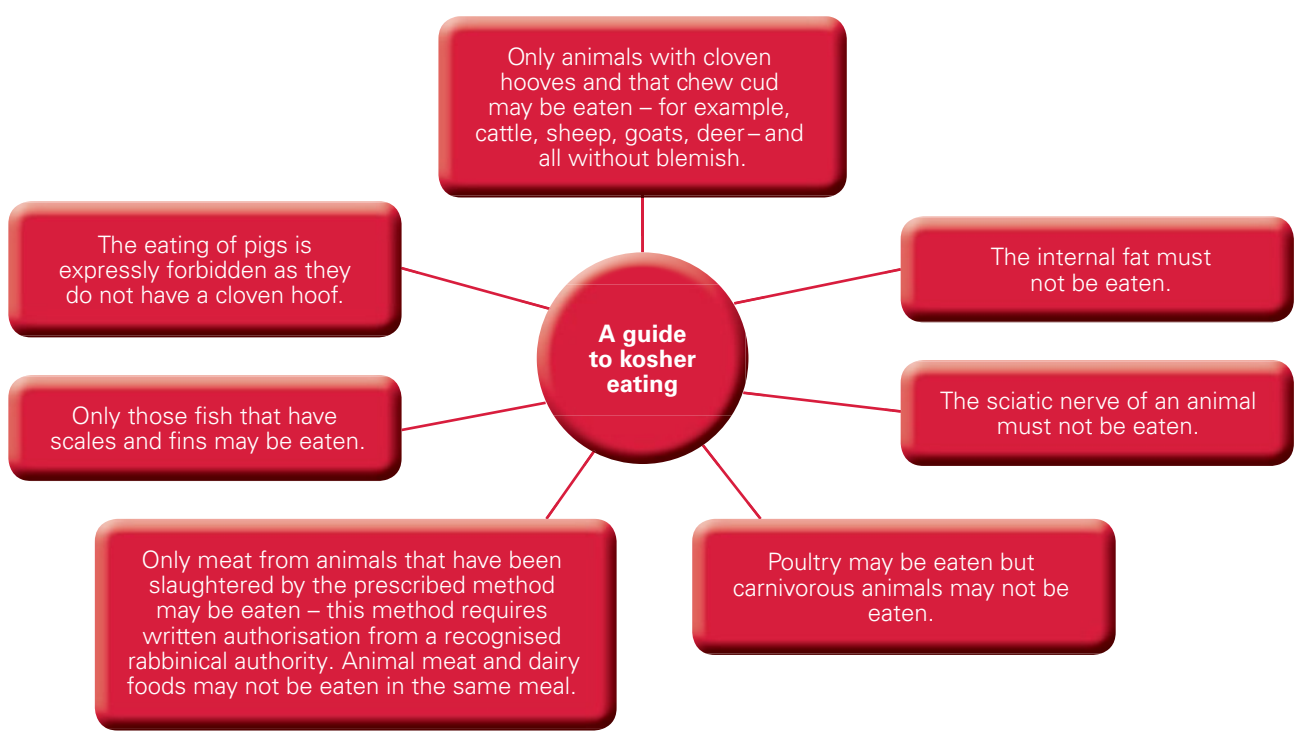 Only animals with cloven
hooves and that chew cud
may be eaten – for example,
cattle, sheep, goats, deer – and
all without blemish.
The eating of pigs is
expressly forbidden as they
do not have a cloven hoof.
The internal fat must
not be eaten.
A guide
to kosher
eating
Only those fish that have
scales and fins may be eaten.
The sciatic nerve of an animal
must not be eaten.
Only meat from animals that have been
slaughtered by the prescribed method
may be eaten – this method requires
written authorisation from a recognised
rabbinical authority. Animal meat and dairy
foods may not be eaten in the same meal.
Poultry may be eaten but
carnivorous animals may not be
eaten.